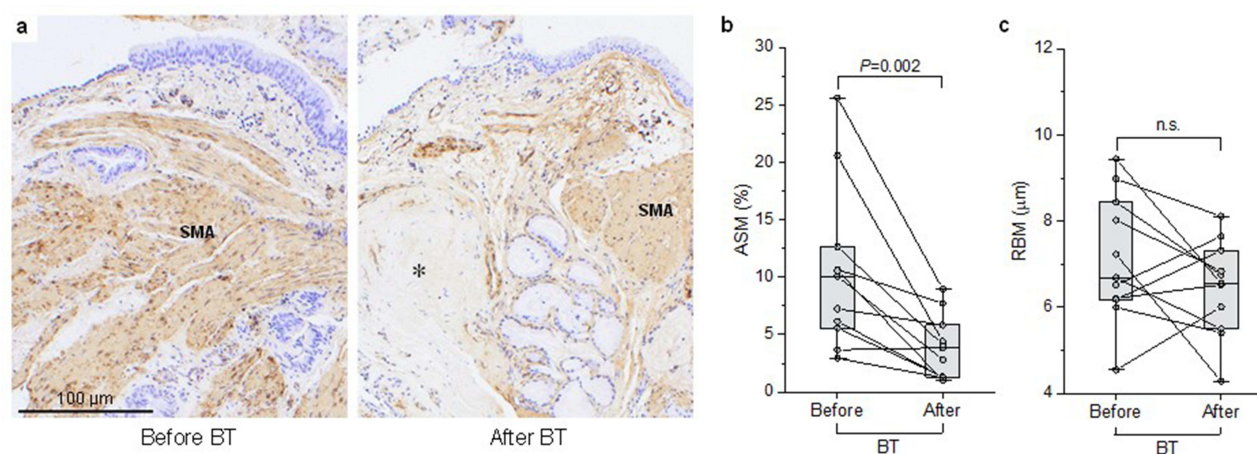 a
SMA
100 μm
Before BT
SMA
*
After BT
b
30
25
20
15
10
5
0
ASM (%)
P=0.002
Before
After
BT
c
12
10
8
6
4
RBM (μm)
n.s.
Before
After
BT